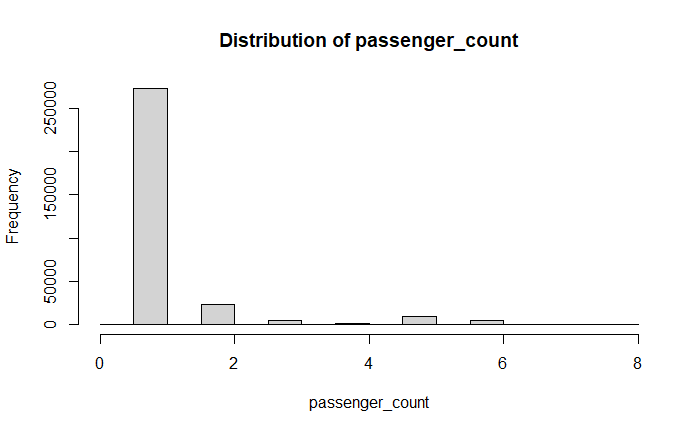 Distribution of passenger_count
Frequency
250000
150000
50000
0
0 2 4 6 8
passenger_count